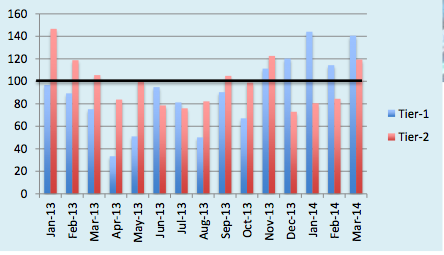 160
140
120
100
80
60
40
20
0
Jan-13
Feb-13
Mar-13
Apr-13
May-13
Jun-13
Jul-13
Aug-13
Sep-13
Oct-13
Nov-13
Dec-13
Jan-14
Feb-14
Mar-14
Tier-1
Tier-2